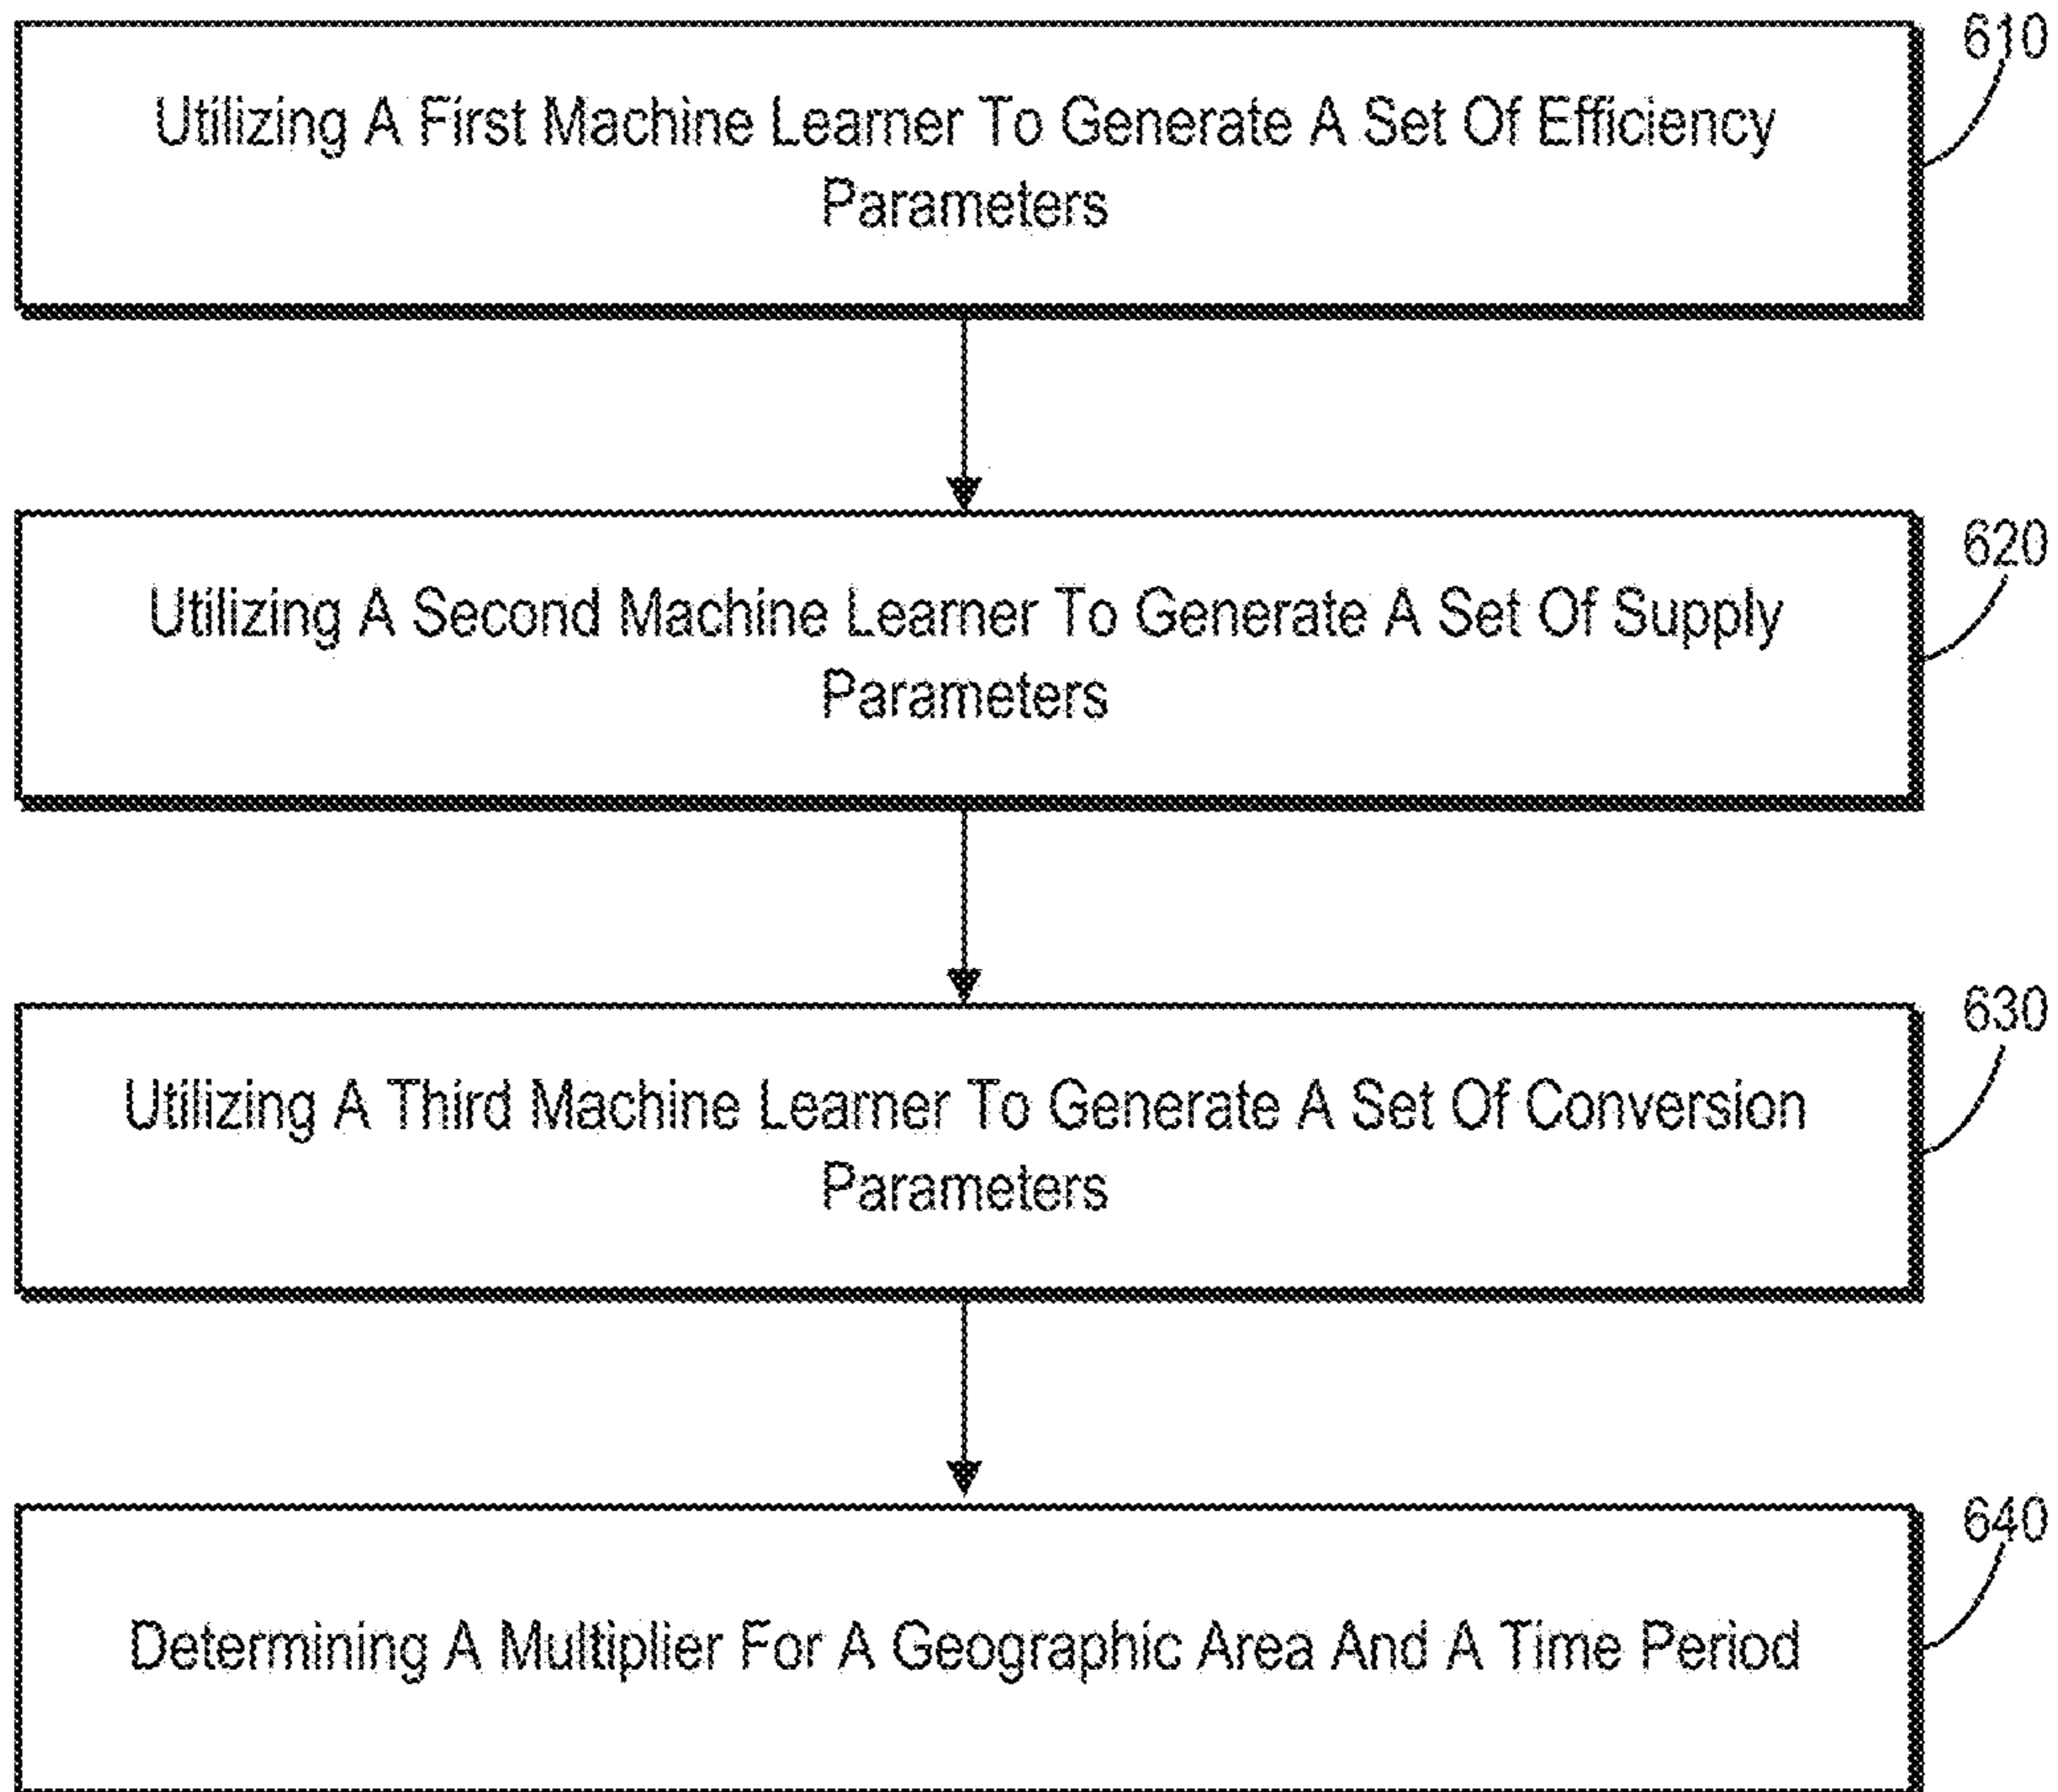 610
Utilizing A First Machine Learner To Generate A Set Of Efficiency
Parameters
620
Utilizing A Second Machine Learner To Generate A Set Of Supply
Parameters
630
Utilizing A Third Machine Learner To Generate A Set Of Conversion
Parameters
640
Determining A Multiplier For A Geographic Area And A Time Period